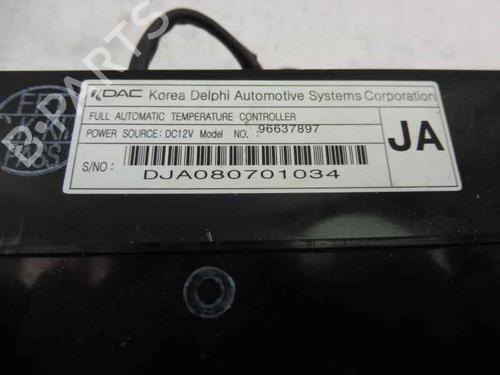 KDAC Korea Delphi Automotive Systems Corporation
FULL AUTOMATIC TEMPERATURE CONTROLLER
POWER SOURCE: DC12V Model NO. : 96637897
JA
S/NO :
DJA080701034
B-PARTS